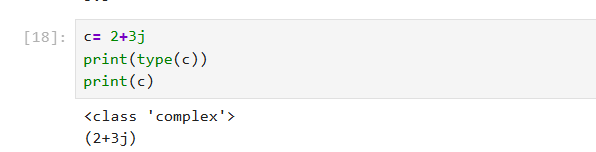 [18]:
c= 2+3j
print(type(c))
print(c)
<class 'complex'>
(2+3j)